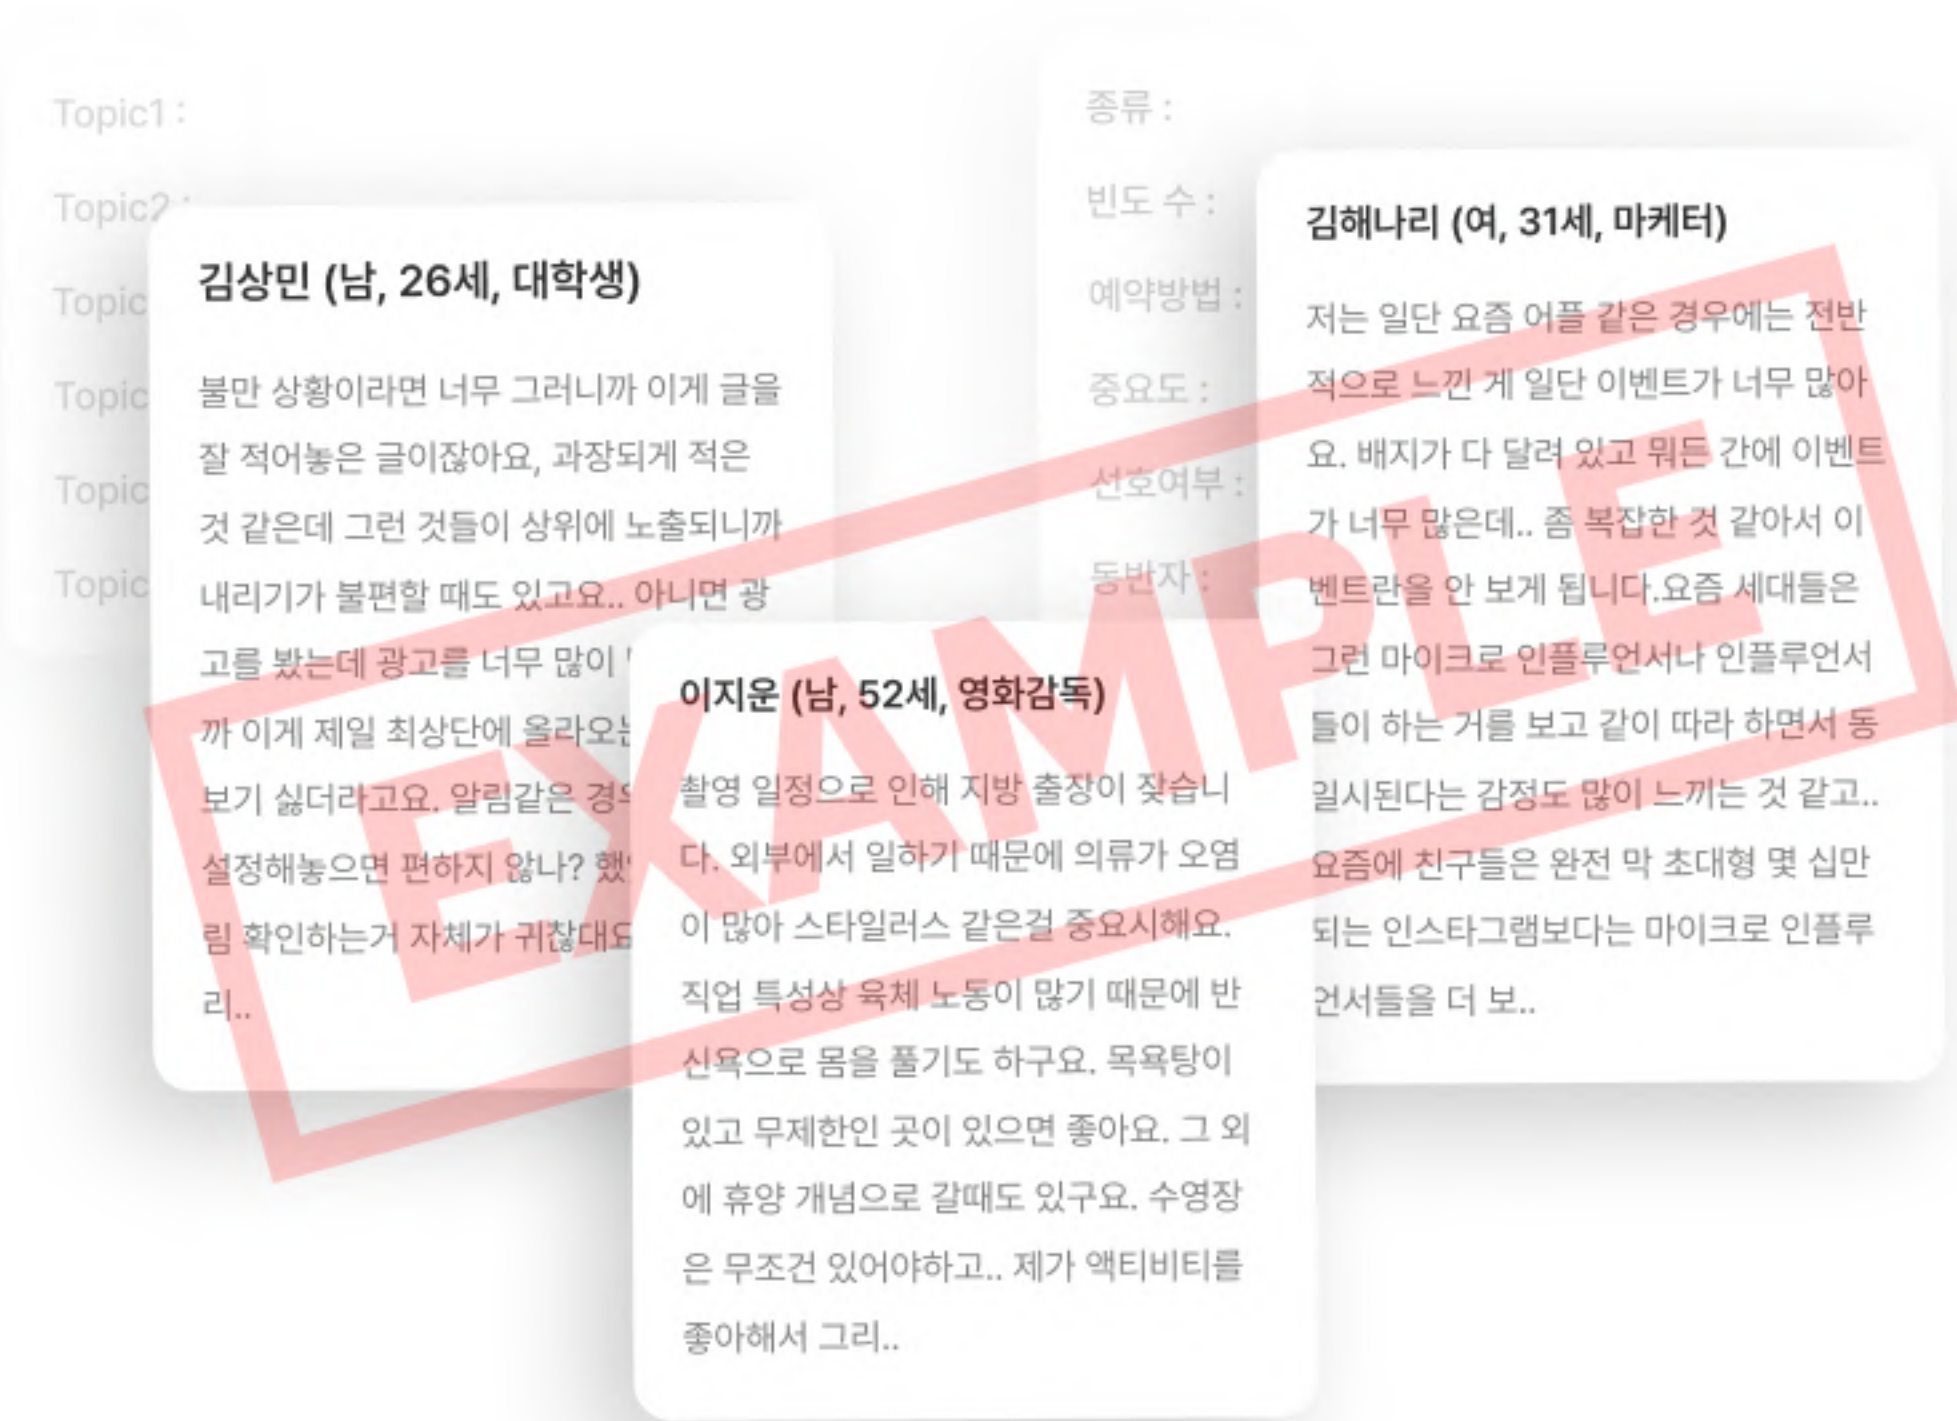 Topic1 :
Topic2 :
Topic
Topic
Topic
Topic
김상민 (남, 26세, 대학생)
불만 상황이라면 너무 그러니까 이게 글을
잘 적어놓은 글이잖아요, 과장되게 적은
것 같은데 그런 것들이 상위에 노출되니까
내리기가 불편할 때도 있고요.. 아니면 광
고를 봤는데 광고를 너무 많이
까 이게 제일 최상단에 올라오는
보기 싫더라고요. 알림같은 경우
설정해놓으면 편하지 않나? 했
림 확인하는거 자체가 귀찮대요
리..
이지운 (남, 52세, 영화감독)
촬영 일정으로 인해 지방 출장이 잦습니
다. 외부에서 일하기 때문에 의류가 오염
이 많아 스타일러스 같은걸 중요시해요.
직업 특성상 육체 노동이 많기 때문에 반
신욕으로 몸을 풀기도 하구요. 목욕탕이
있고 무제한인 곳이 있으면 좋아요. 그 외
에 휴양 개념으로 갈때도 있구요. 수영장
은 무조건 있어야하고.. 제가 액티비티를
좋아해서 그리..
종류 :
빈도 수 :
예약방법 :
중요도 :
선호여부 :
동반자 :
김해나리 (여, 31세, 마케터)
저는 일단 요즘 어플 같은 경우에는 전반
적으로 느낀 게 일단 이벤트가 너무 많아
요. 배지가 다 달려 있고 뭐든 간에 이벤트
가 너무 많은데.. 좀 복잡한 것 같아서 이
벤트란을 안 보게 됩니다.요즘 세대들은
그런 마이크로 인플루언서나 인플루언서
들이 하는 거를 보고 같이 따라 하면서 동
일시된다는 감정도 많이 느끼는 것 같고..
요즘에 친구들은 완전 막 초대형 몇 십만
되는 인스타그램보다는 마이크로 인플루
언서들을 더 보..
EXAMPLE